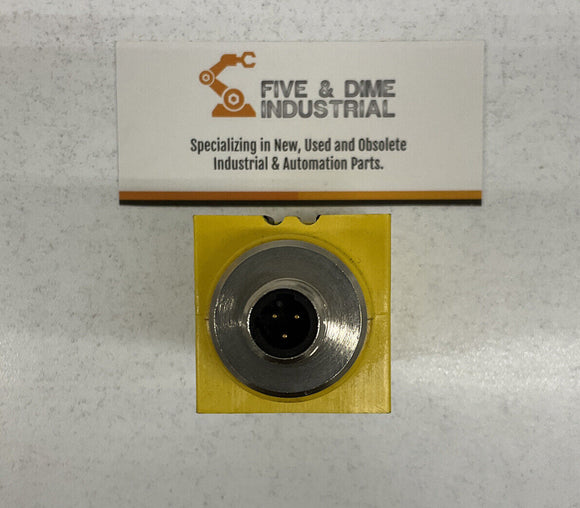 FIVE & DIME
INDUSTRIAL
Specializing in New, Used and Obsolete
Industrial & Automation Parts.